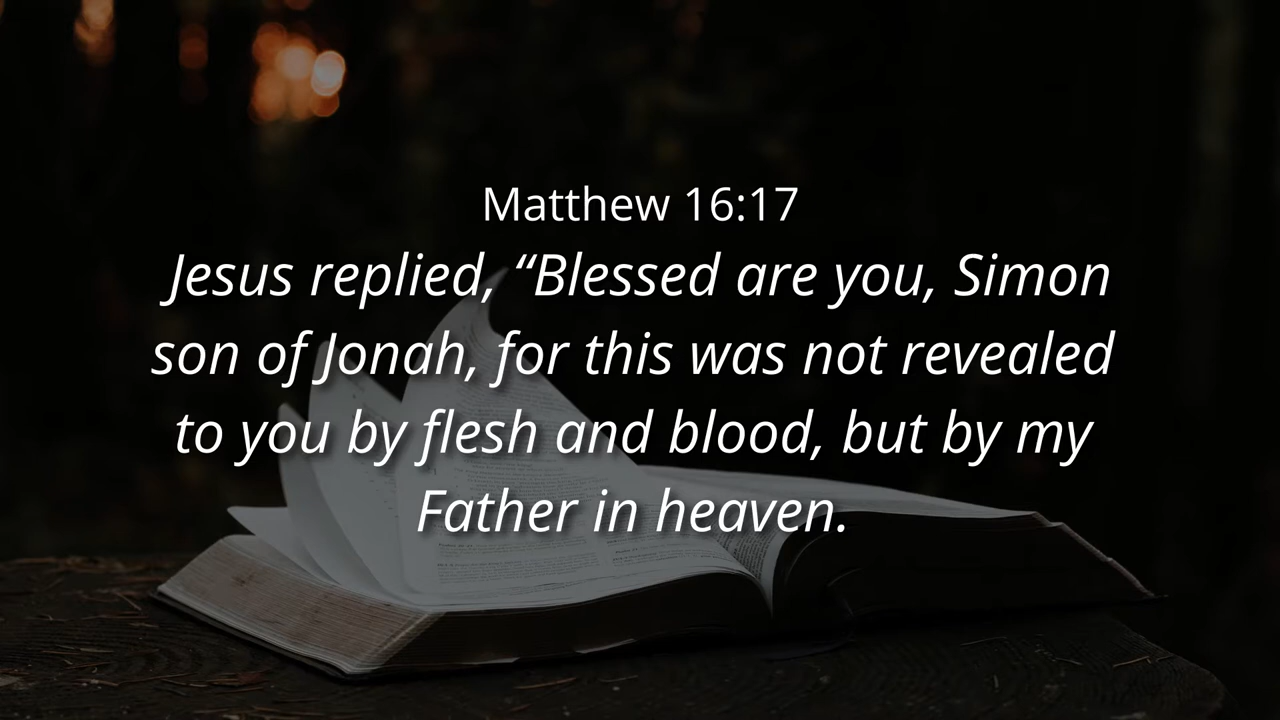 Matthew 16:17
Jesus replied, “Blessed are you, Simon
son of Jonah, for this was not revealed
to you by flesh and blood, but by my
Father in heaven.